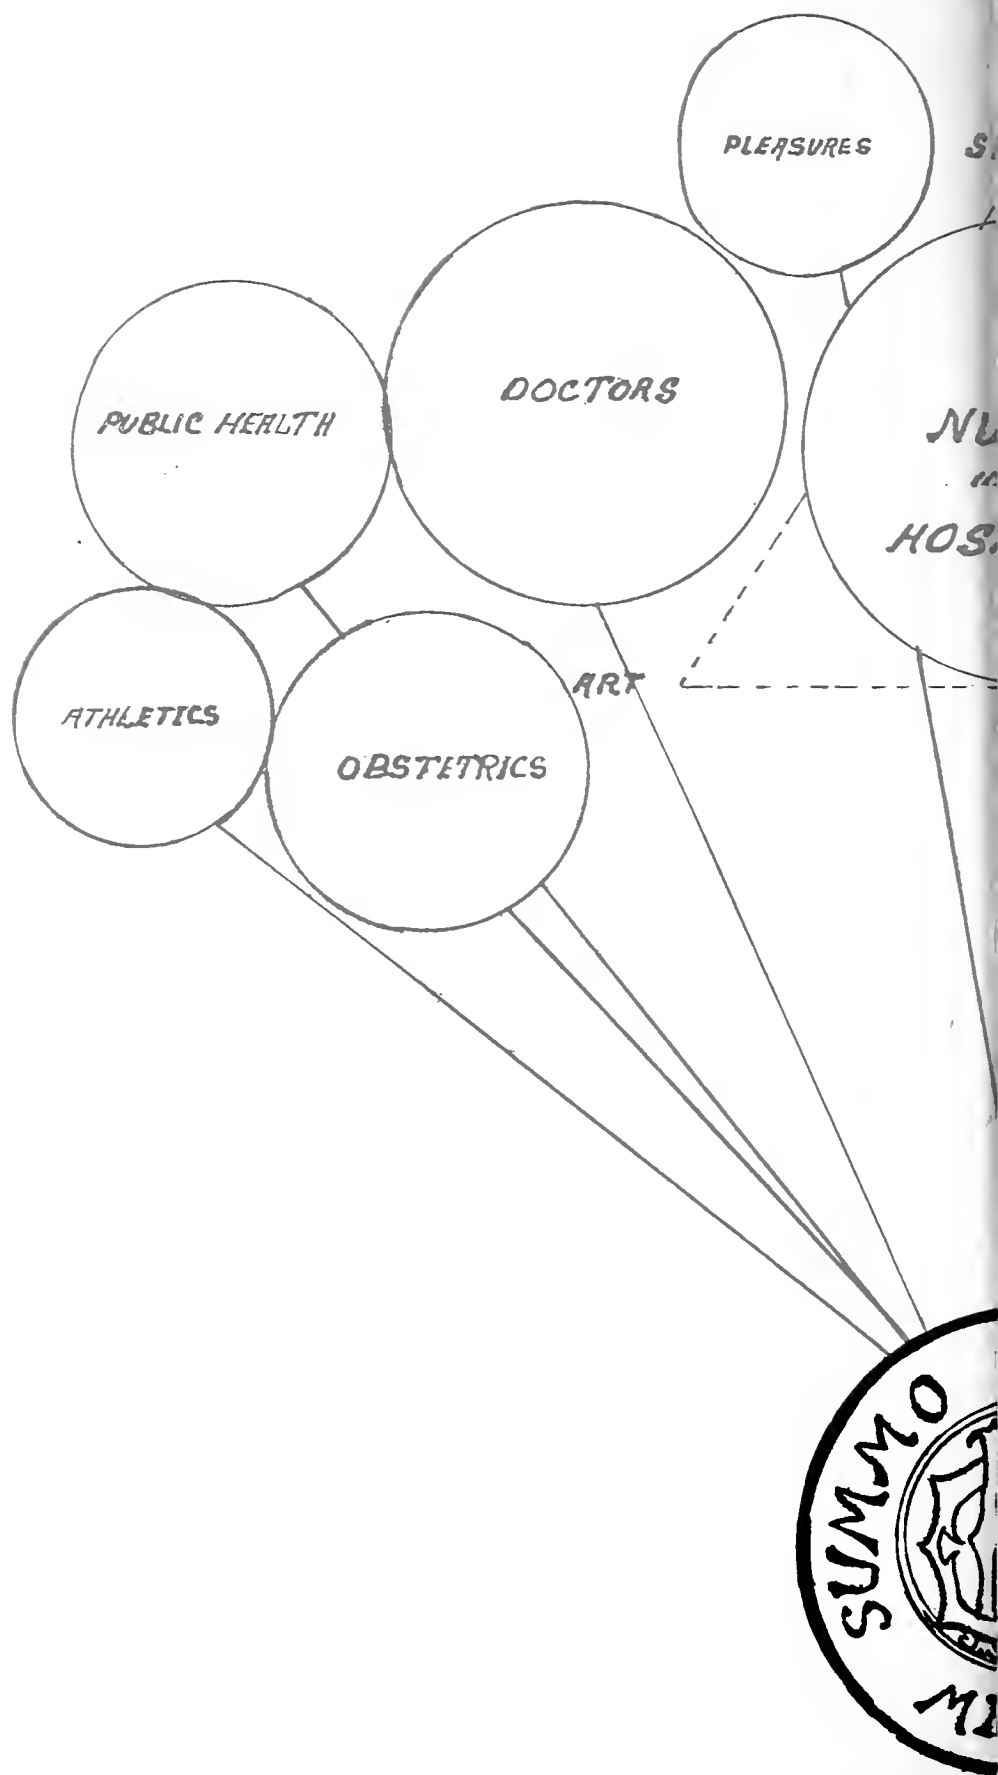 PLEASURES
DOCTORS
PUBLIC HEALTH
ART
ATHLETICS
OBSTETRICS
SUMMO